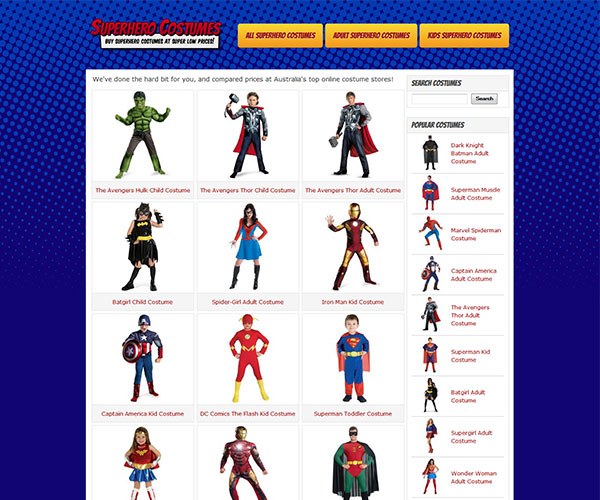 Superhero Costumes
Buy superhero costumes at super low prices!
All Superhero Costumes
Adult Superhero Costumes
Kids Superhero Costumes
We've done the hard bit for you, and compared prices at Australia's top online costume stores!
The Avengers Hulk Child Costume
The Avengers Thor Child Costume
The Avengers Thor Adult Costume
Batgirl Child Costume
Spider-Girl Adult Costume
Iron Man Kid Costume
Captain America Kid Costume
DC Comics The Flash Kid Costume
Superman Toddler Costume
Search Costumes
Search
Popular Costumes
Dark Knight
Batman Adult
Costume
Superman Muscle
Adult Costume
Marvel Spiderman
Costume
Captain America
Adult Costume
The Avengers
Thor Adult
Costume
Superman Kid
Costume
Batgirl Adult
Costume
Supergirl Adult
Costume
Wonder Woman
Adult Costume